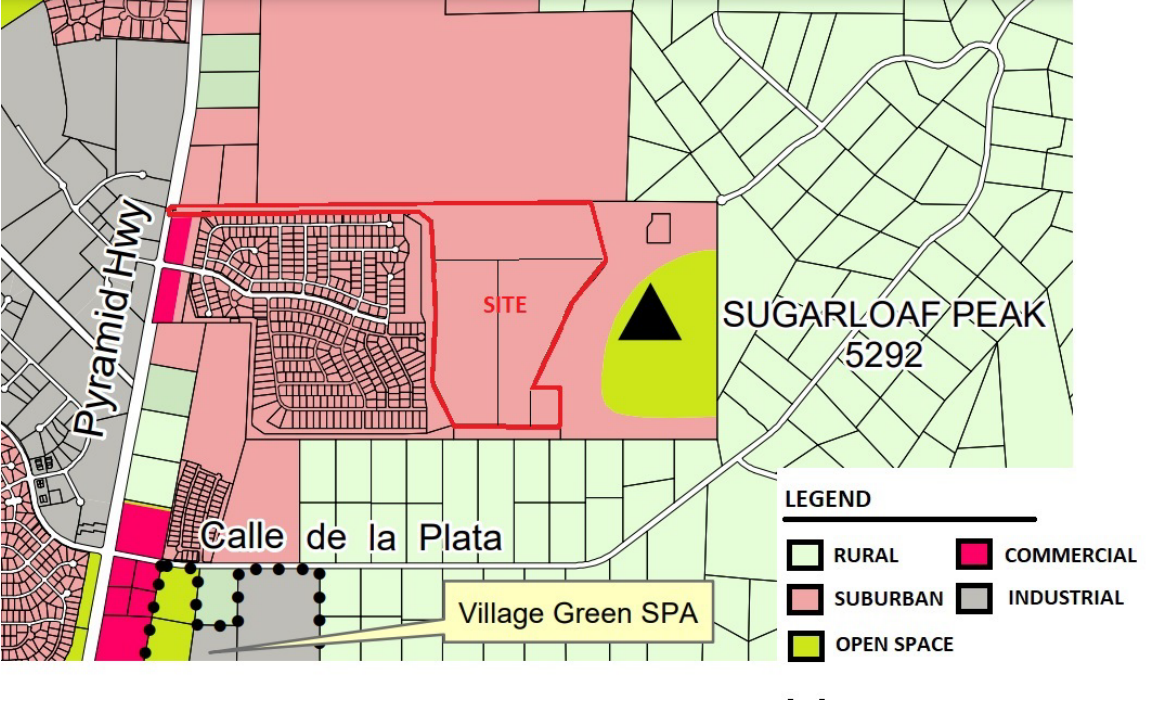 Pyramid Hwy
SITE
SUGARLOAF PEAK
5292
Calle de la Plata
Village Green SPA
LEGEND
RURAL
COMMERCIAL
SUBURBAN
INDUSTRIAL
OPEN SPACE